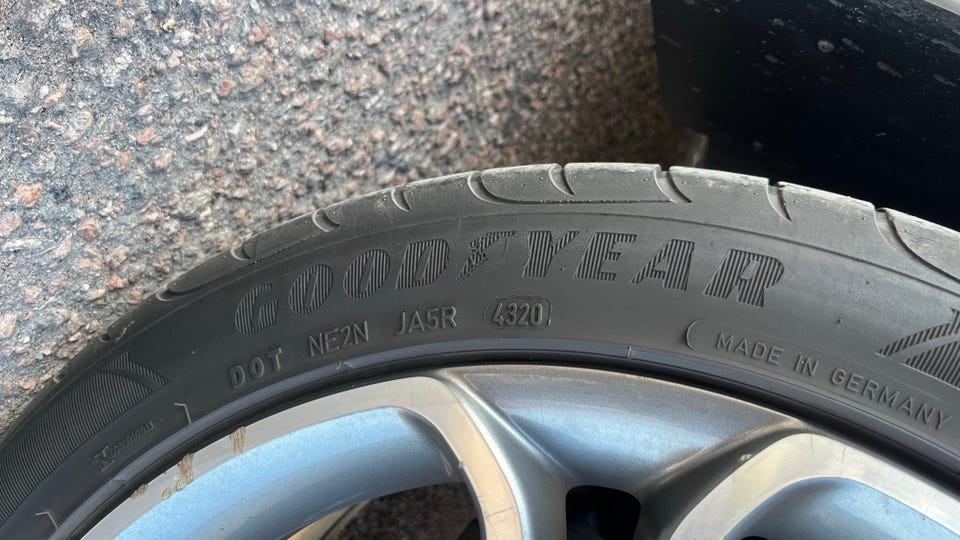 GOODYEAR
DOT NE2N JA5R 4320
MADE IN GERMANY